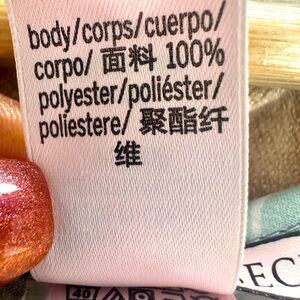 body/corps/cuerpo/
corpo/ 面料 100%
polyester/poliéster/
poliestere/ 聚酯纤
维